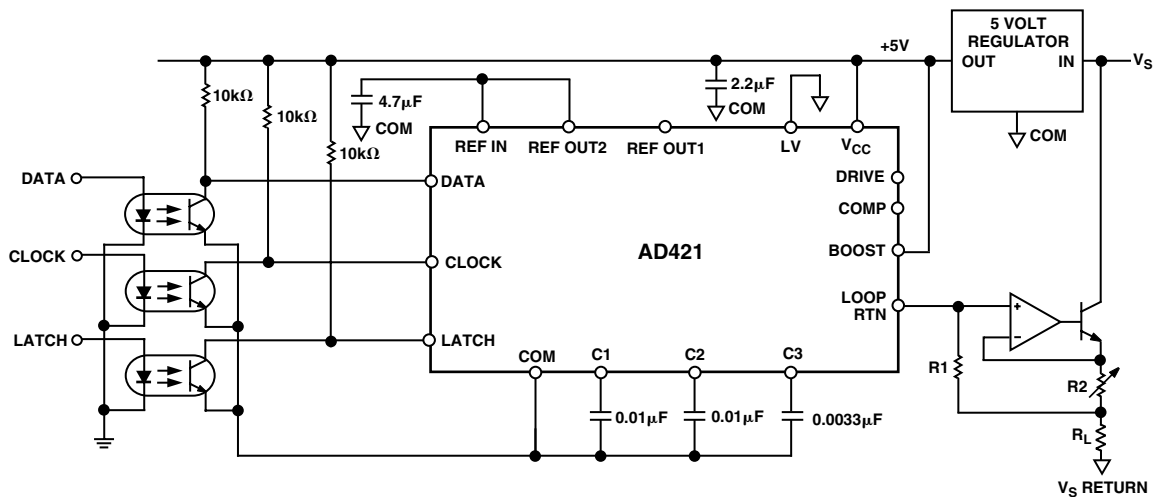 5 VOLT
REGULATOR
OUT IN
+5V
VS
10kΩ
4.7μF
COM
2.2μF
COM
COM
10kΩ
10kΩ
REF IN
REF OUT2
REF OUT1
LV
VCC
DATA
DATA
DRIVE
COMP
CLOCK
CLOCK
AD421
BOOST
LOOP
RTN
+
−
LATCH
LATCH
COM
C1
C2
C3
R1
R2
0.01μF
0.01μF
0.0033μF
RL
VS RETURN